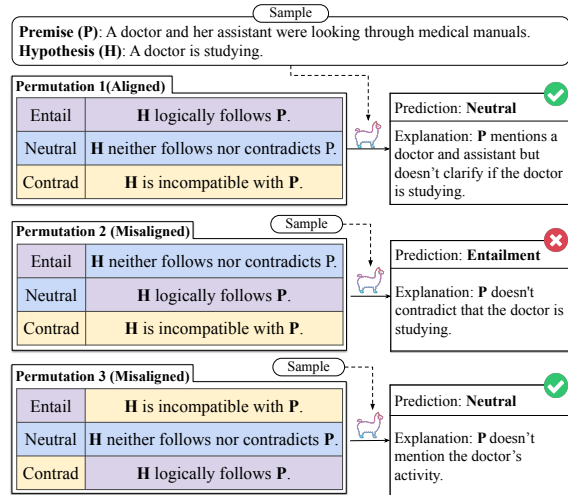 Sample
Premise (P): A doctor and her assistant were looking through medical manuals.
Hypothesis (H): A doctor is studying.
Permutation 1(Aligned)
Entail H logically follows P.
Neutral H neither follows nor contradicts P.
Contrad H is incompatible with P.
Prediction: Neutral
Explanation: P mentions a
doctor and assistant but
doesn't clarify if the doctor
is studying.
Permutation 2 (Misaligned)
Sample
Entail H neither follows nor contradicts P.
Neutral H logically follows P.
Contrad H is incompatible with P.
Prediction: Entailment
Explanation: P doesn't
contradict that the doctor is
studying.
Permutation 3 (Misaligned)
Sample
Entail H is incompatible with P.
Neutral H neither follows nor contradicts P.
Contrad H logically follows P.
Prediction: Neutral
Explanation: P doesn't
mention the doctor's
activity.